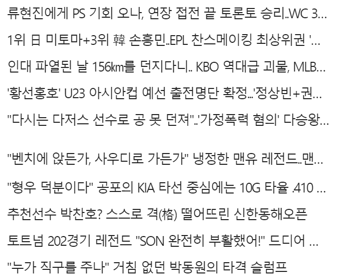 류현진에게 PS 기회 오나, 연장 접전 끝 토론토 승리..WC 3...
1위 日 미토마+3위 韓 손흥민..EPL 찬스메이킹 최상위권 '...
인대 파열된 날 156㎞를 던지다니.. KBO 역대급 괴물, MLB...
'황선홍호' U23 아시안컵 예선 출전명단 확정...'정상빈+권...
"다시는 다저스 선수로 공 못 던져"..'가정폭력 혐의' 다승왕...
"벤치에 앉든가, 사우디로 가든가" 냉정한 맨유 레전드..맨...
"형우 덕분이다" 공포의 KIA 타선 중심에는 10G 타율 .410 ...
추천선수 박찬호? 스스로 격(格) 떨어뜨린 신한동해오픈
토트넘 202경기 레전드 "SON 완전히 부활했어!" 드디어 ...
"누가 직구를 주나" 거침 없던 박동원의 타격 슬럼프